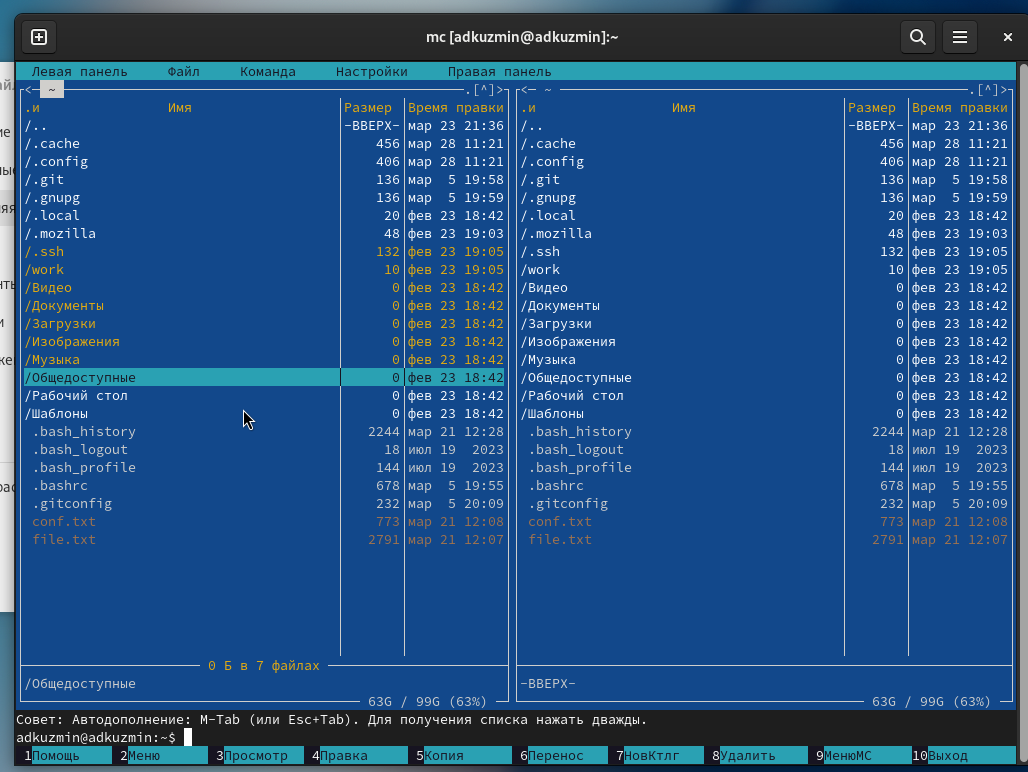 mc [adkuzmin@adkuzmin]:~
Левая панель Файл Команда Настройки Правая панель
<─ ~ .[^]> <─ ~ .[^]>
.и Имя Размер Время правки .и Имя Размер Время правки
/.. -ВВЕРХ- мар 23 21:36 /.. -ВВЕРХ- мар 23 21:36
/.cache 456 мар 28 11:21 /.cache 456 мар 28 11:21
/.config 406 мар 28 11:21 /.config 406 мар 28 11:21
/.git 136 мар 5 19:58 /.git 136 мар 5 19:58
/.gnupg 136 мар 5 19:59 /.gnupg 136 мар 5 19:59
/.local 20 фев 23 18:42 /.local 20 фев 23 18:42
/.mozilla 48 фев 23 19:03 /.mozilla 48 фев 23 19:03
/.ssh 132 фев 23 19:05 /.ssh 132 фев 23 19:05
/work 10 фев 23 19:05 /work 10 фев 23 19:05
/Видео 0 фев 23 18:42 /Видео 0 фев 23 18:42
/Документы 0 фев 23 18:42 /Документы 0 фев 23 18:42
/Загрузки 0 фев 23 18:42 /Загрузки 0 фев 23 18:42
/Изображения 0 фев 23 18:42 /Изображения 0 фев 23 18:42
/Музыка 0 фев 23 18:42 /Музыка 0 фев 23 18:42
/Общедоступные 0 фев 23 18:42 /Общедоступные 0 фев 23 18:42
/Рабочий стол 0 фев 23 18:42 /Рабочий стол 0 фев 23 18:42
/Шаблоны 0 фев 23 18:42 /Шаблоны 0 фев 23 18:42
.bash_history 2244 мар 21 12:28 .bash_history 2244 мар 21 12:28
.bash_logout 18 июл 19 2023 .bash_logout 18 июл 19 2023
.bash_profile 144 июл 19 2023 .bash_profile 144 июл 19 2023
.bashrc 678 мар 5 19:55 .bashrc 678 мар 5 19:55
.gitconfig 232 мар 5 20:09 .gitconfig 232 мар 5 20:09
conf.txt 773 мар 21 12:08 conf.txt 773 мар 21 12:08
file.txt 2791 мар 21 12:07 file.txt 2791 мар 21 12:07
0 Б в 7 файлах
/Общедоступные -ВВЕРХ-
63G / 99G (63%) 63G / 99G (63%)
Совет: Автодополнение: M-Tab (или Esc+Tab). Для получения списка нажать дважды.
adkuzmin@adkuzmin:~$
1Помощь 2Меню 3Просмотр 4Правка 5Копия 6Перенос 7НовКтлг 8Удалить 9МенюМС 10Выход